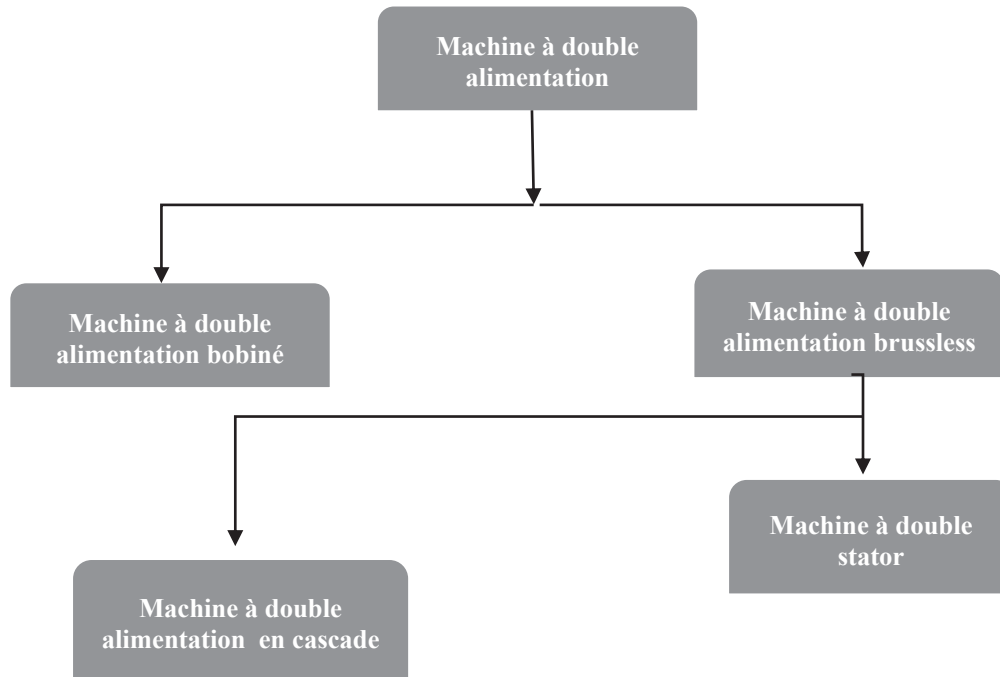 Machine à double
alimentation
Machine à double
alimentation bobiné
Machine à double
alimentation brussless
Machine à double
stator
Machine à double
alimentation  en cascade